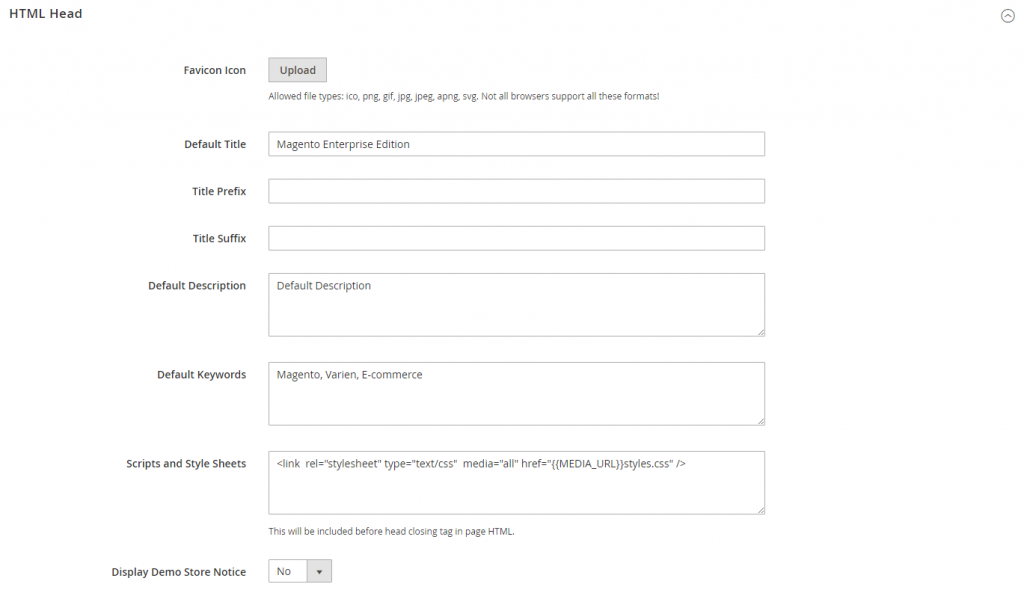 HTML Head
Favicon Icon
Upload
Allowed file types: ico, png, gif, jpg, jpeg, apng, svg. Not all browsers support all these formats!
Default Title
Magento Enterprise Edition
Title Prefix
Title Suffix
Default Description
Default Description
Default Keywords
Magento, Varien, E-commerce
Scripts and Style Sheets
<link  rel="stylesheet" type="text/css"  media="all" href="{{MEDIA_URL}}styles.css" />
This will be included before head closing tag in page HTML.
Display Demo Store Notice
No